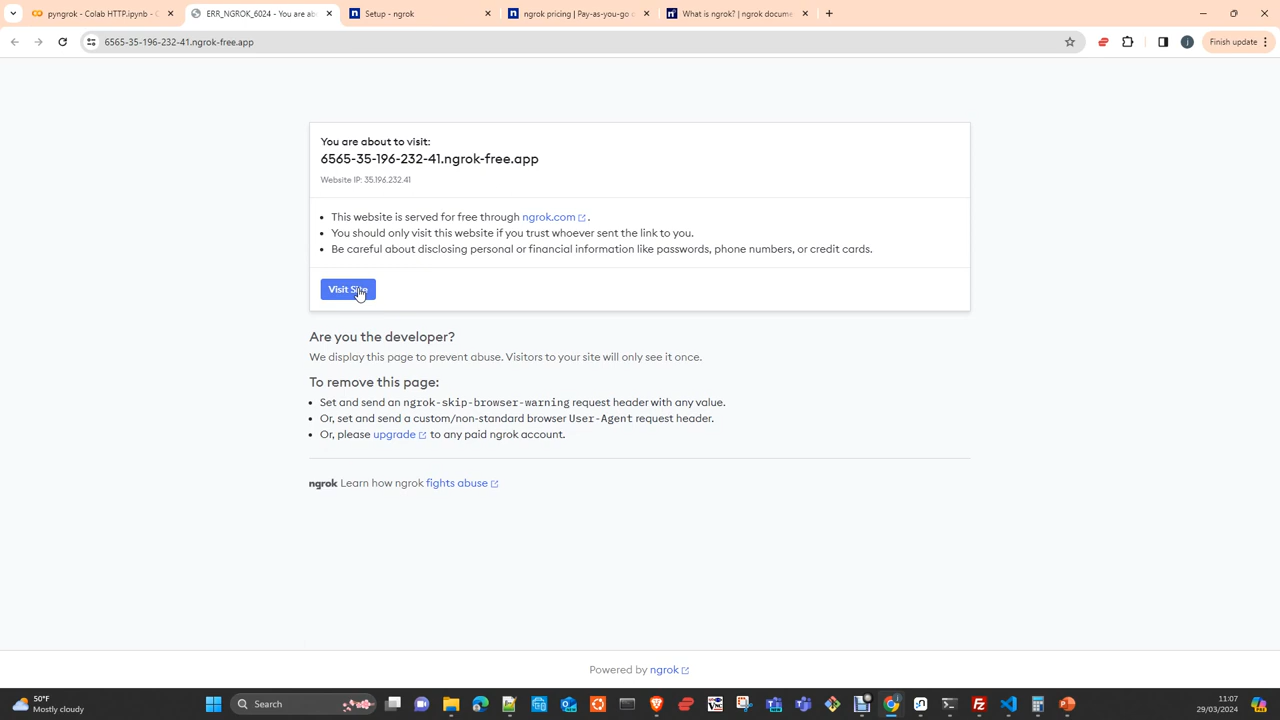 pyngrok - Colab HTTP.ipynb - C
ERR_NGROK_6024 - You are ab
Setup - ngrok
ngrok pricing | Pay-as-you-go o
What is ngrok? | ngrok docume
6565-35-196-232-41.ngrok-free.app
Finish update
You are about to visit:
6565-35-196-232-41.ngrok-free.app
Website IP: 35.196.232.41
This website is served for free through ngrok.com .
You should only visit this website if you trust whoever sent the link to you.
Be careful about disclosing personal or financial information like passwords, phone numbers, or credit cards.
Visit Site
Are you the developer?
We display this page to prevent abuse. Visitors to your site will only see it once.
To remove this page:
Set and send an ngrok-skip-browser-warning request header with any value.
Or, set and send a custom/non-standard browser User-Agent request header.
Or, please upgrade to any paid ngrok account.
ngrok Learn how ngrok fights abuse
Powered by ngrok
50°F
Mostly cloudy
Search
11:07
29/03/2024